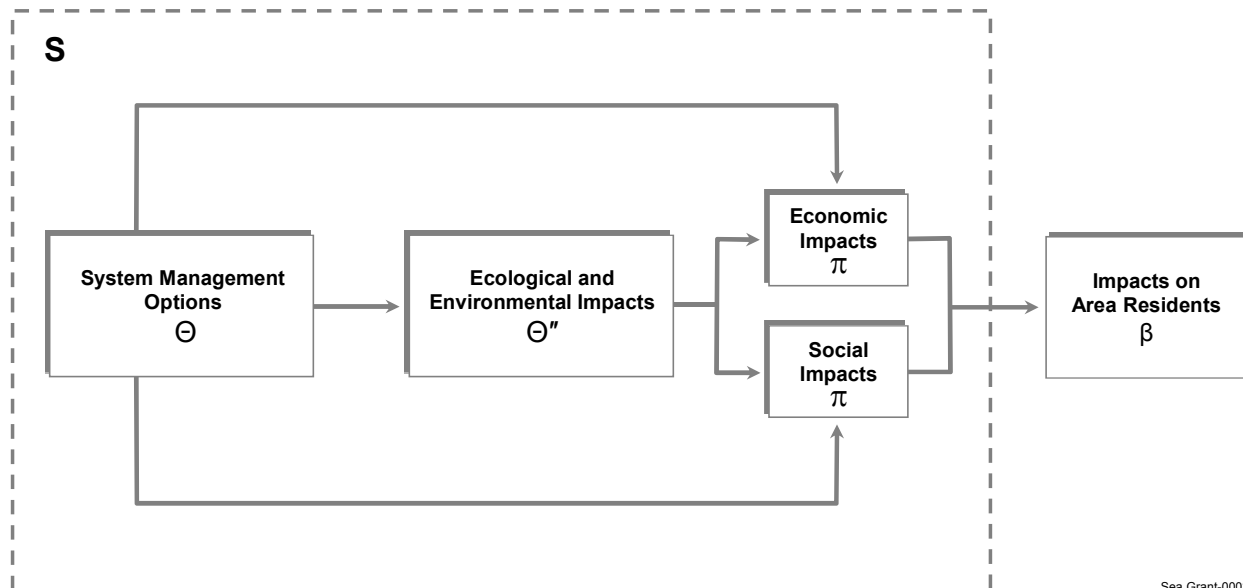 S
System Management
Options
Θ
Ecological and
Environmental Impacts
Θ″
Economic
Impacts
π
Social
Impacts
π
Impacts on
Area Residents
β
Sea Grant-000